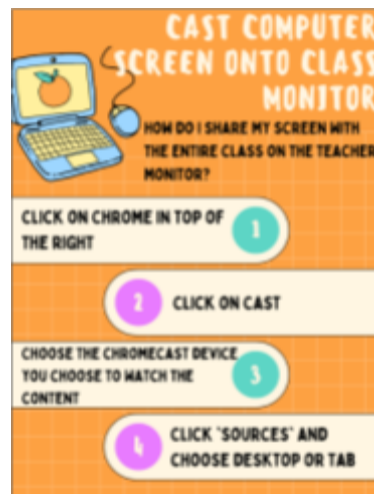 CAST COMPUTER
SCREEN ONTO CLASS
MONITOR
HOW DO I SHARE MY SCREEN WITH
THE ENTIRE CLASS ON THE TEACHER
MONITOR?
CLICK ON CHROME IN TOP OF
THE RIGHT
1
2
CLICK ON CAST
CHOOSE THE CHROMECAST DEVICE
YOU CHOOSE TO WATCH THE
CONTENT
3
4
CLICK 'SOURCES' AND
CHOOSE DESKTOP OR TAB